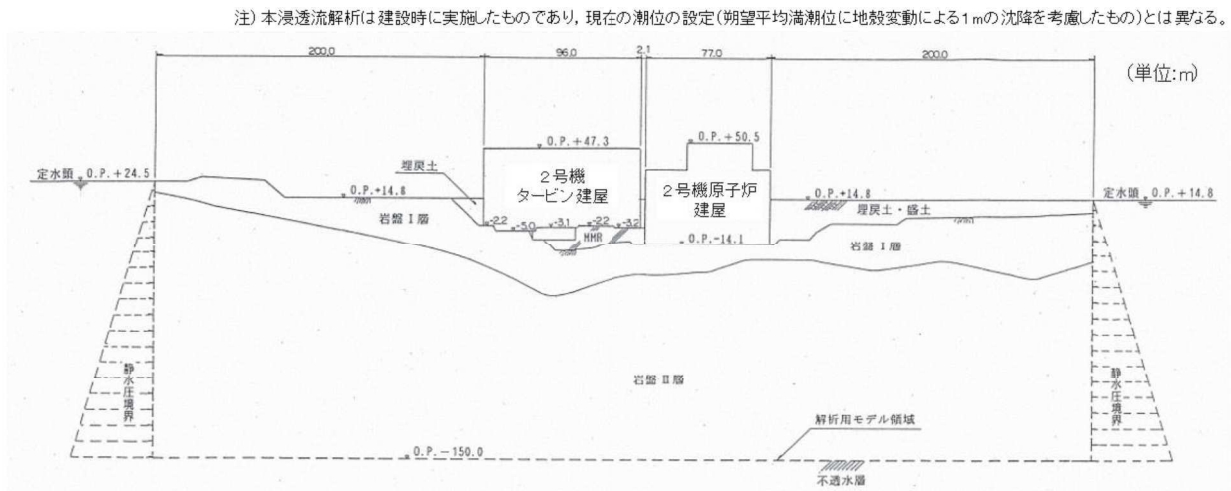 注）本浸透流解析は建設時に実施したものであり，現在の潮位の設定（朔望平均満潮位に地殻変動による1mの沈降を考慮したもの）とは異なる。
200.0 96.0 2.1 77.0 200.0
(単位:m)
O.P.+47.3 O.P.+50.5
定水頭 O.P.+24.5
埋戻土
2号機
タービン建屋
2号機原子炉
建屋
O.P.+14.8 O.P.+14.8
定水頭 O.P.+14.8
埋戻土・盛土
岩盤Ⅰ層
-2.2 -5.0 -3.1 -2.2 -3.2
MMR
O.P.-14.1
岩盤Ⅰ層
静水圧境界
岩盤Ⅱ層
静水圧境界
解析用モデル領域
O.P.-150.0
不透水層